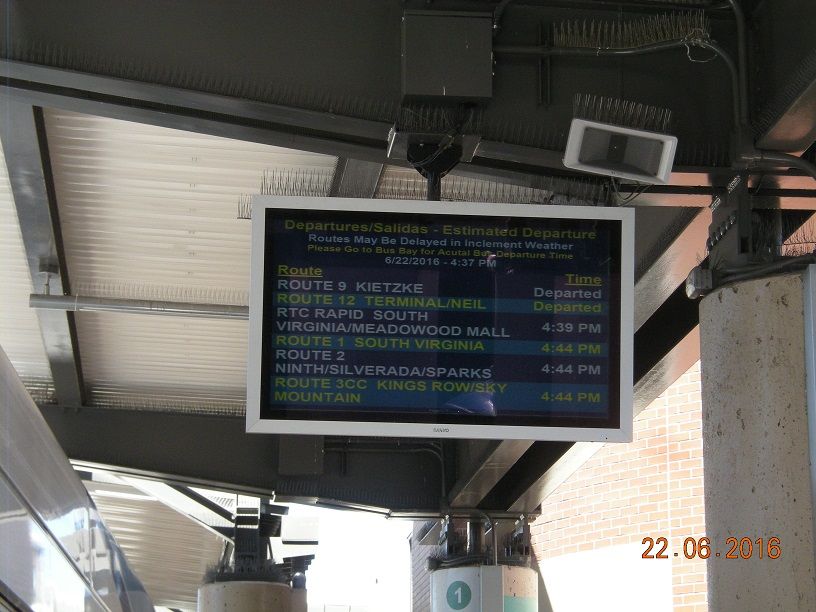 Departures/Salidas - Estimated Departure
Routes May Be Delayed in Inclement Weather
Please Go to Bus Bay for Acutal Bus Departure Time
6/22/2016 - 4:37 PM
Route Time
ROUTE 9 KIETZKE Departed
ROUTE 12 TERMINAL/NEIL Departed
RTC RAPID SOUTH
VIRGINIA/MEADOWOOD MALL 4:39 PM
ROUTE 1 SOUTH VIRGINIA 4:44 PM
ROUTE 2
NINTH/SILVERADA/SPARKS 4:44 PM
ROUTE 3CC KINGS ROW/SKY
MOUNTAIN 4:44 PM
SANYO
22.06.2016
1